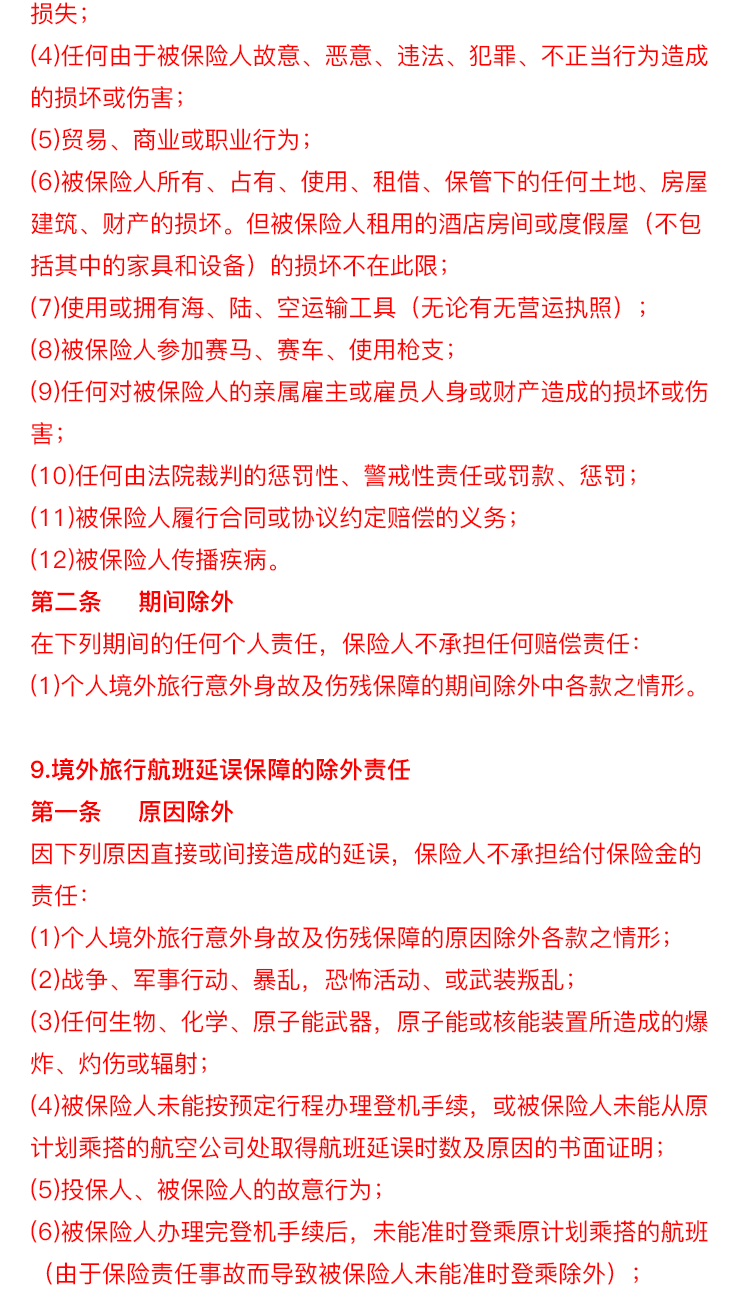 损失；
(4)任何由于被保险人故意、恶意、违法、犯罪、不正当行为造成
的损坏或伤害；
(5)贸易、商业或职业行为；
(6)被保险人所有、占有、使用、租借、保管下的任何土地、房屋
建筑、财产的损坏。但被保险人租用的酒店房间或度假屋（不包
括其中的家具和设备）的损坏不在此限；
(7)使用或拥有海、陆、空运输工具（无论有无营运执照）；
(8)被保险人参加赛马、赛车、使用枪支；
(9)任何对被保险人的亲属雇主或雇员人身或财产造成的损坏或伤
害；
(10)任何由法院裁判的惩罚性、警戒性责任或罚款、惩罚；
(11)被保险人履行合同或协议约定赔偿的义务；
(12)被保险人传播疾病。
第二条 期间除外
在下列期间的任何个人责任，保险人不承担任何赔偿责任：
(1)个人境外旅行意外身故及伤残保障的期间除外中各款之情形。
9.境外旅行航班延误保障的除外责任
第一条 原因除外
因下列原因直接或间接造成的延误，保险人不承担给付保险金的
责任：
(1)个人境外旅行意外身故及伤残保障的原因除外各款之情形；
(2)战争、军事行动、暴乱，恐怖活动、或武装叛乱；
(3)任何生物、化学、原子能武器，原子能或核能装置所造成的爆
炸、灼伤或辐射；
(4)被保险人未能按预定行程办理登机手续，或被保险人未能从原
计划乘搭的航空公司处取得航班延误时数及原因的书面证明；
(5)投保人、被保险人的故意行为；
(6)被保险人办理完登机手续后，未能准时登乘原计划乘搭的航班
（由于保险责任事故而导致被保险人未能准时登乘除外）；